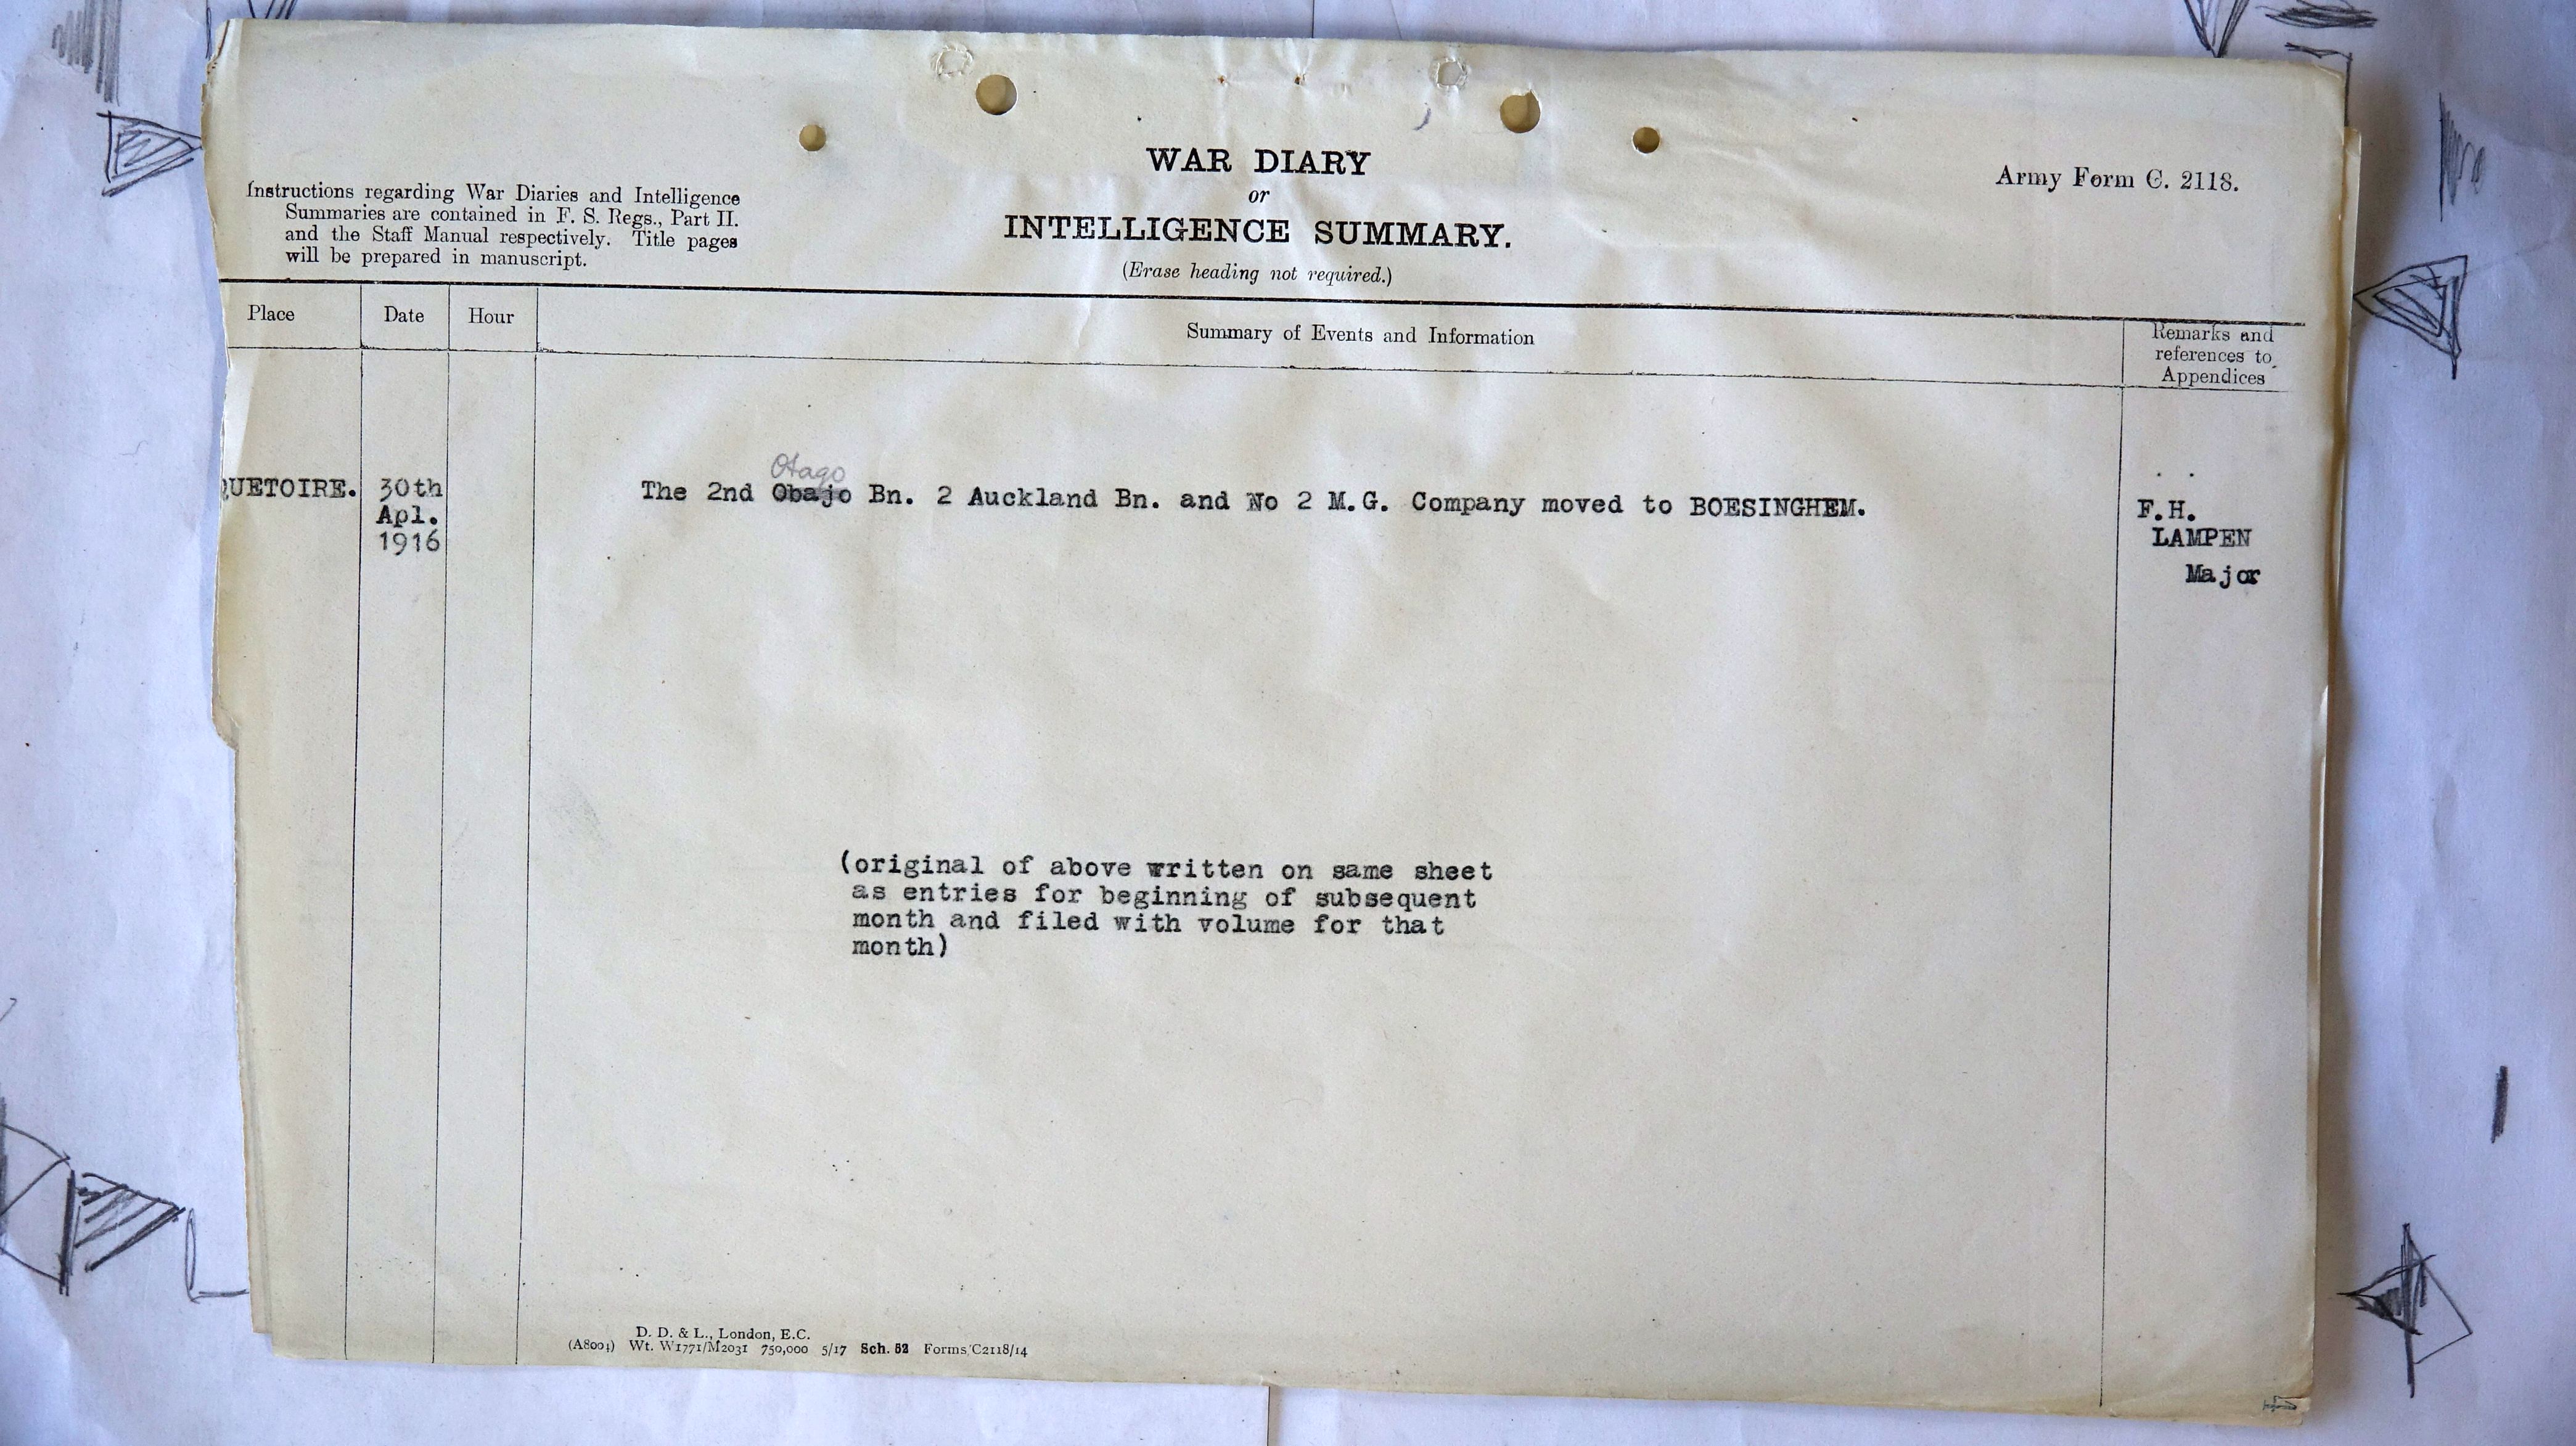 WAR DIARY
or
INTELLIGENCE SUMMARY.
(Erase heading not required.)
Army Form C. 2118.
Instructions regarding War Diaries and Intelligence
Summaries are contained in F. S. Regs., Part II.
and the Staff Manual respectively. Title pages
will be prepared in manuscript.
Place
Date
Hour
Summary of Events and Information
Remarks and
references to
Appendices
QUETOIRE.
30th
Apl.
1916
Otago
The 2nd Obajo Bn. 2 Auckland Bn. and No 2 M.G. Company moved to BOESINGHEM.
F.H.
LAMPEN
Major
(original of above written on same sheet
as entries for beginning of subsequent
month and filed with volume for that
month)
D. D. & L., London, E.C.
(A8004) Wt. W1771/M2031 750,000 5/17 Sch. 52 Forms/C2118/14